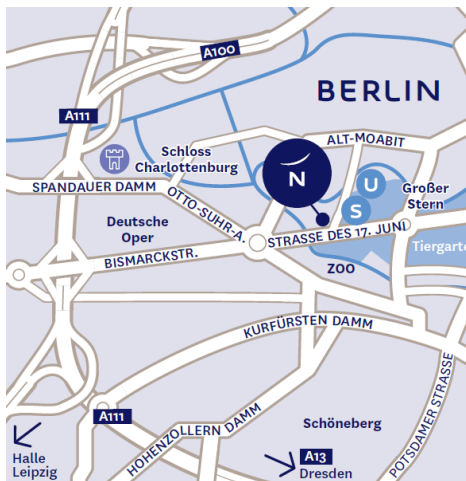 A100
BERLIN
A111
ALT-MOABIT
Schloss
Charlottenburg
N
U
S
Großer
Stern
SPANDAUER DAMM
OTTO-SUHR-A.
Deutsche
Oper
STRASSE DES 17. JUNI
Tiergarte
BISMARCKSTR.
ZOO
KURFÜRSTEN DAMM
POTSDAMER STRASSE
A111
HOHENZOLLERN DAMM
Schöneberg
Halle
Leipzig
A13
Dresden